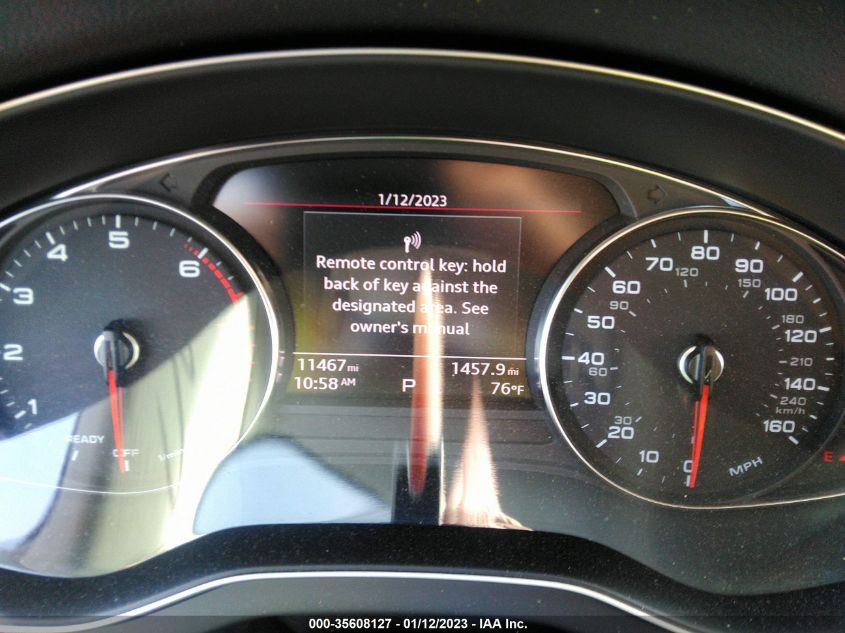 1/12/2023
Remote control key: hold
back of key against the
designated area. See
owner's manual
11467 mi
1457.9 mi
10:58 AM
P
76°F
1
2
3
4
5
6
READY
OFF
0
10
20
30
40
50
60
70
80
90
100
120
140
160
30
60
90
120
150
180
210
240
km/h
MPH
E
000-35608127 - 01/12/2023 - IAA Inc.